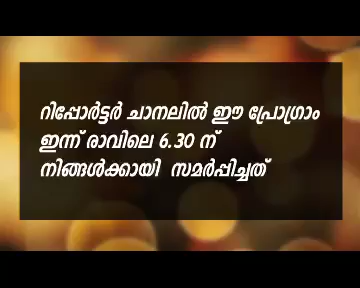 റിപ്പോർട്ടർ ചാനലിൽ ഈ പ്രോഗ്രാം
ഇന്ന് രാവിലെ 6.30 ന്
നിങ്ങൾക്കായി സമർപ്പിച്ചത്